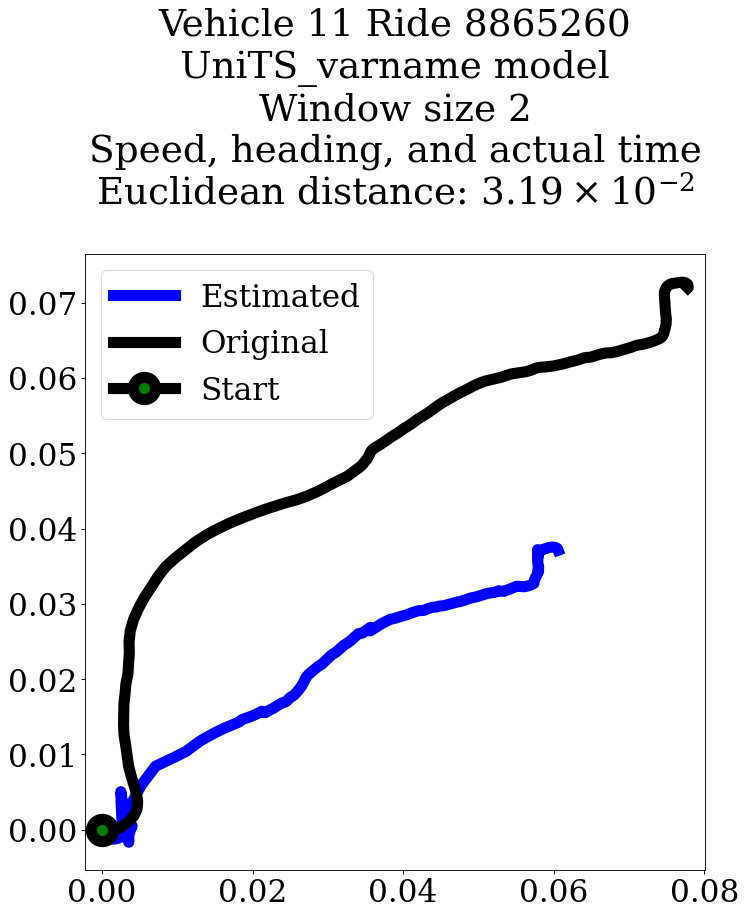 Vehicle 11 Ride 8865260
UniTS_varname model
Window size 2
Speed, heading, and actual time
Euclidean distance: 3.19 × 10⁻²
Estimated
Original
Start
0.07
0.06
0.05
0.04
0.03
0.02
0.01
0.00
0.00 0.02 0.04 0.06 0.08